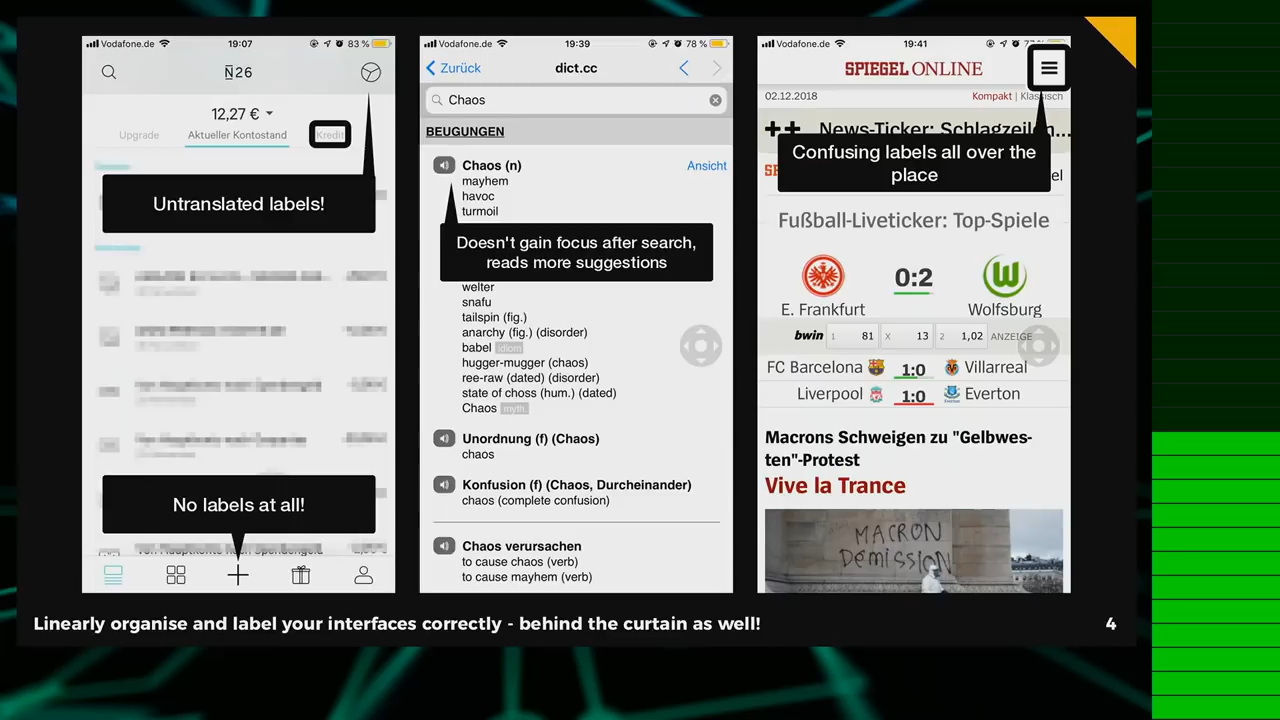 Vodafone.de
19:07
83 %
N26
12,27 €
Upgrade
Aktueller Kontostand
Kredit
Untranslated labels!
No labels at all!
Vodafone.de
19:39
78 %
Zurück
dict.cc
Chaos
BEUGUNGEN
Chaos (n)
Ansicht
mayhem
havoc
turmoil
Doesn't gain focus after search,
reads more suggestions
welter
snafu
tailspin (fig.)
anarchy (fig.) (disorder)
babel idiom
hugger-mugger (chaos)
ree-raw (dated) (disorder)
state of choss (hum.) (dated)
Chaos myth.
Unordnung (f) (Chaos)
chaos
Konfusion (f) (Chaos, Durcheinander)
chaos (complete confusion)
Chaos verursachen
to cause chaos (verb)
to cause mayhem (verb)
Vodafone.de
19:41
SPIEGEL ONLINE
02.12.2018
Kompakt | Klassisch
++ News-Ticker: Schlagzeilen...
Confusing labels all over the
place
Fußball-Liveticker: Top-Spiele
0:2
E. Frankfurt
Wolfsburg
bwin 1 81 X 13 2 1,02 ANZEIGE
FC Barcelona 1:0 Villarreal
Liverpool 1:0 Everton
Macrons Schweigen zu "Gelbwes-
ten"-Protest
Vive la Trance
MACRON
DÉMISSION
Linearly organise and label your interfaces correctly - behind the curtain as well!
4